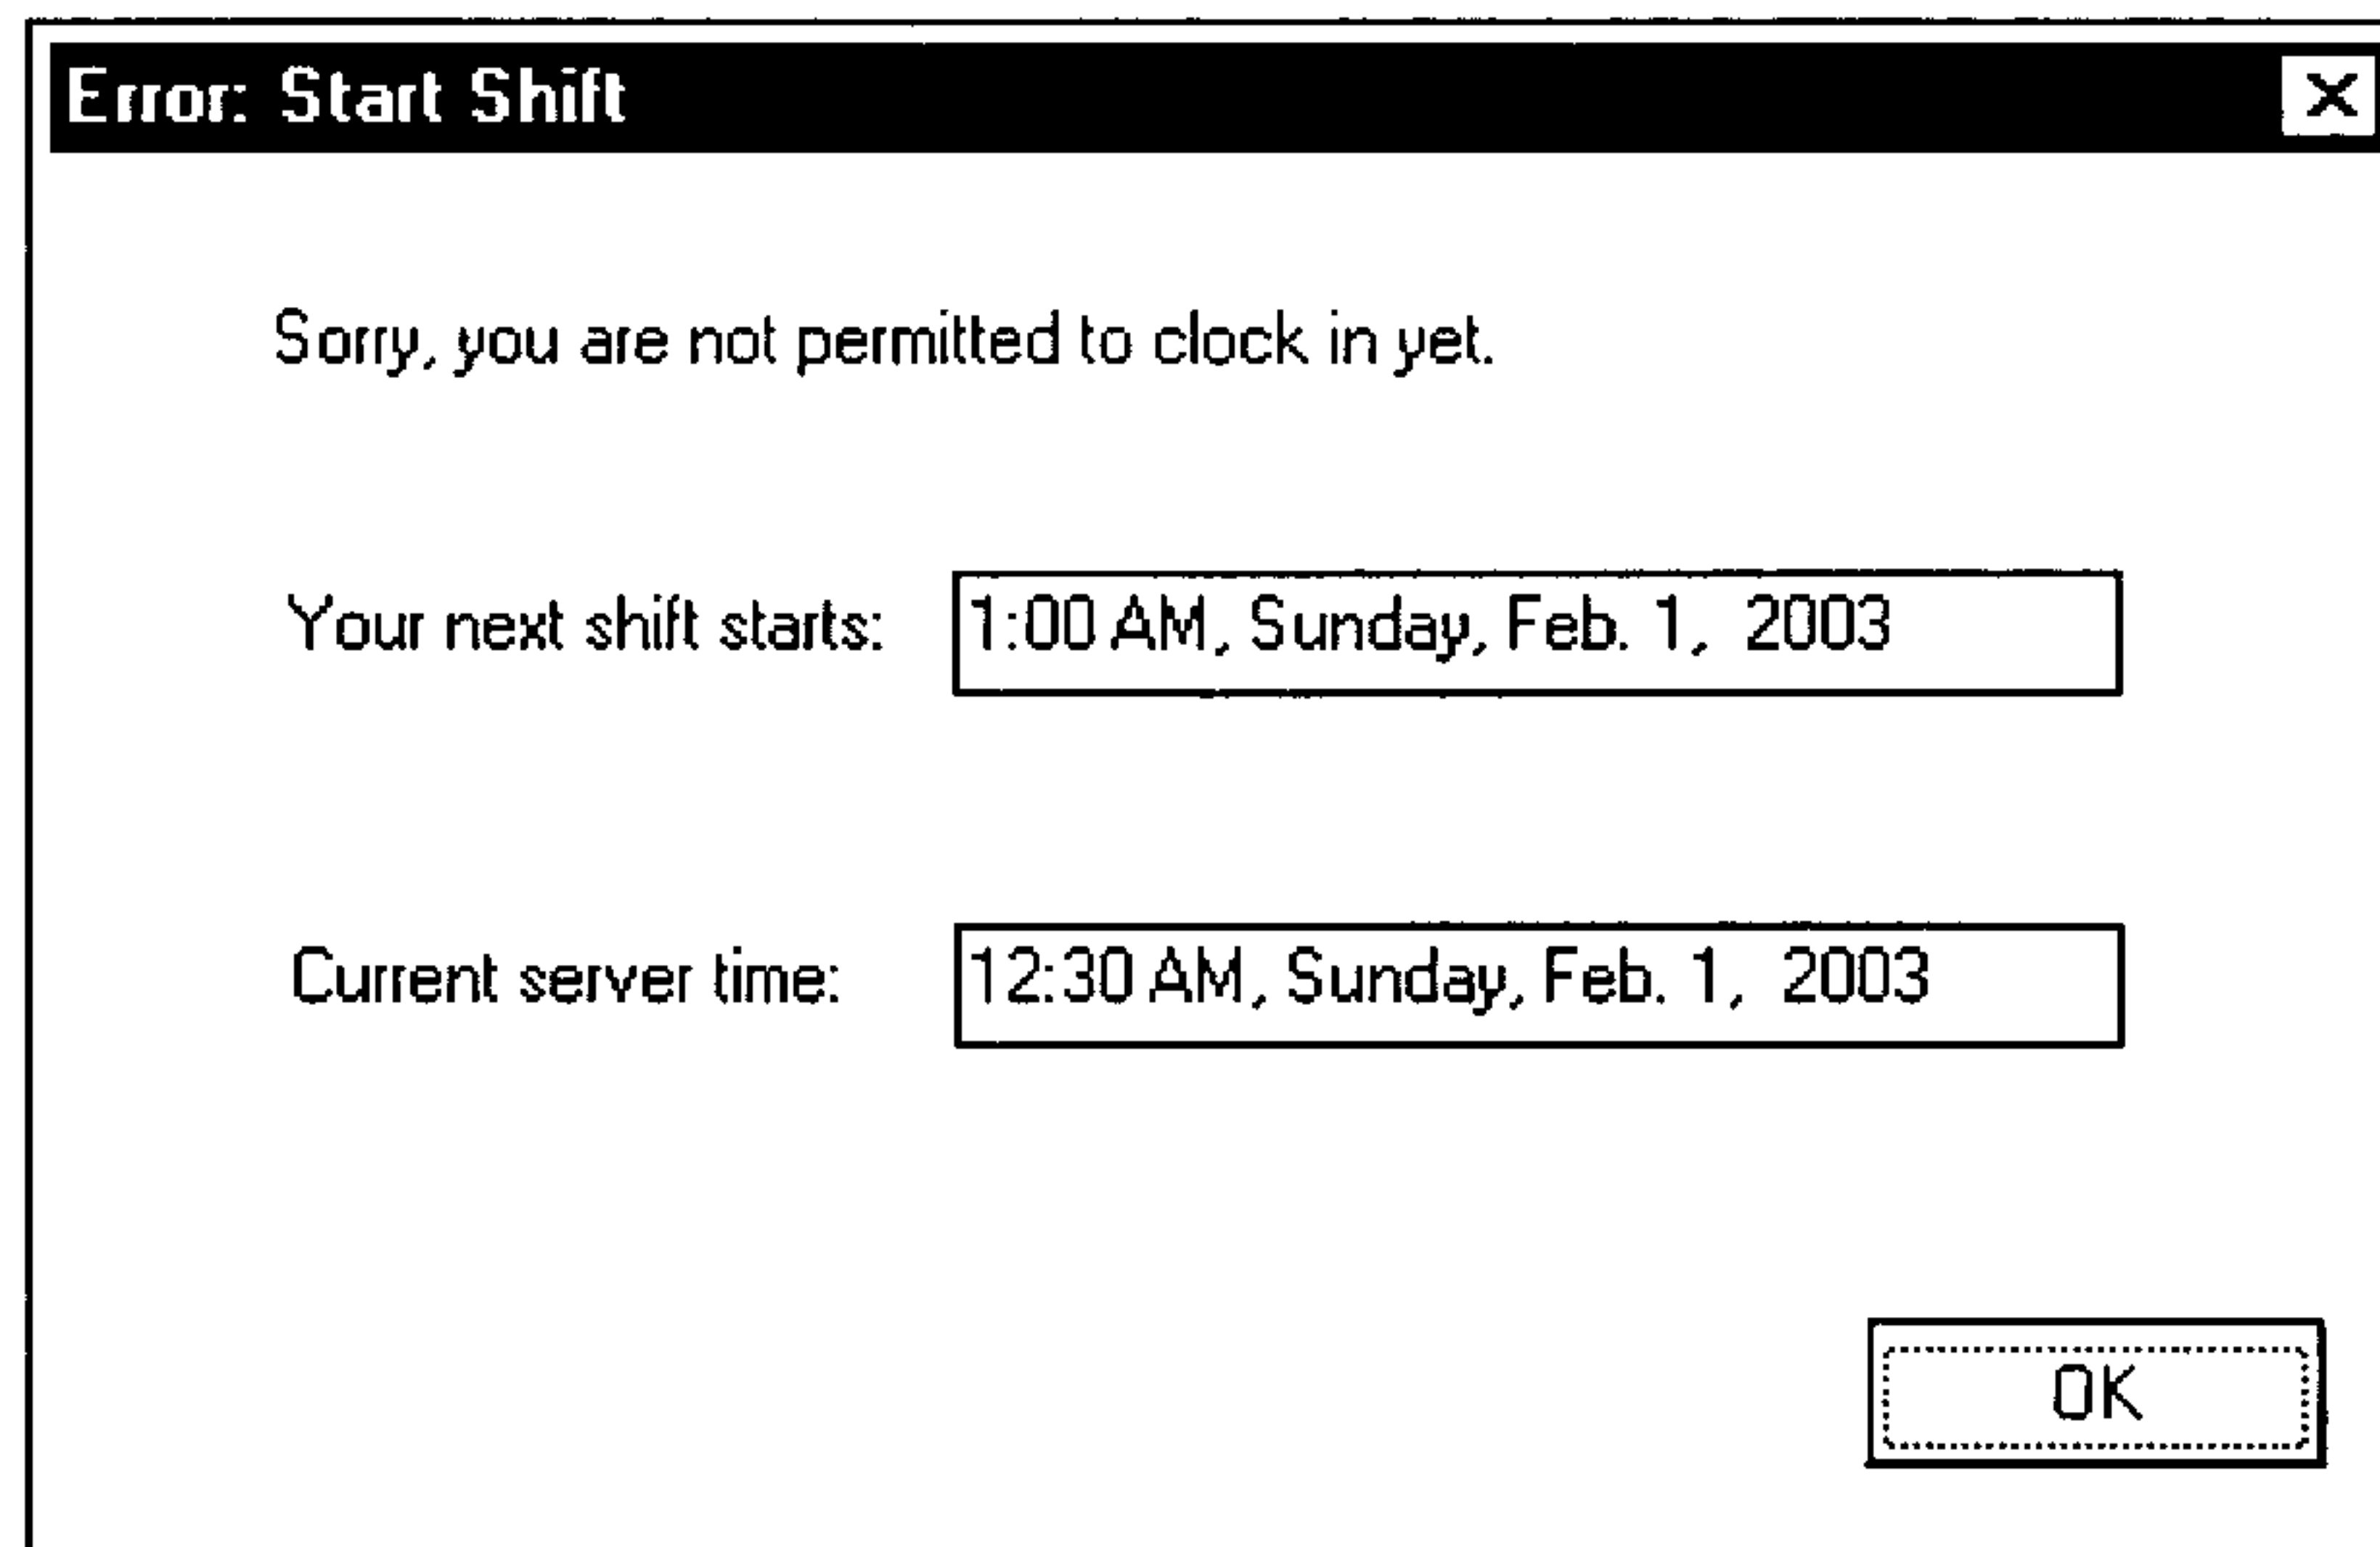 Error: Start Shift X
Sorry, you are not permitted to clock in yet.
Your next shift starts: 1:00 AM, Sunday, Feb. 1, 2003
Current server time: 12:30 AM, Sunday, Feb. 1, 2003
OK